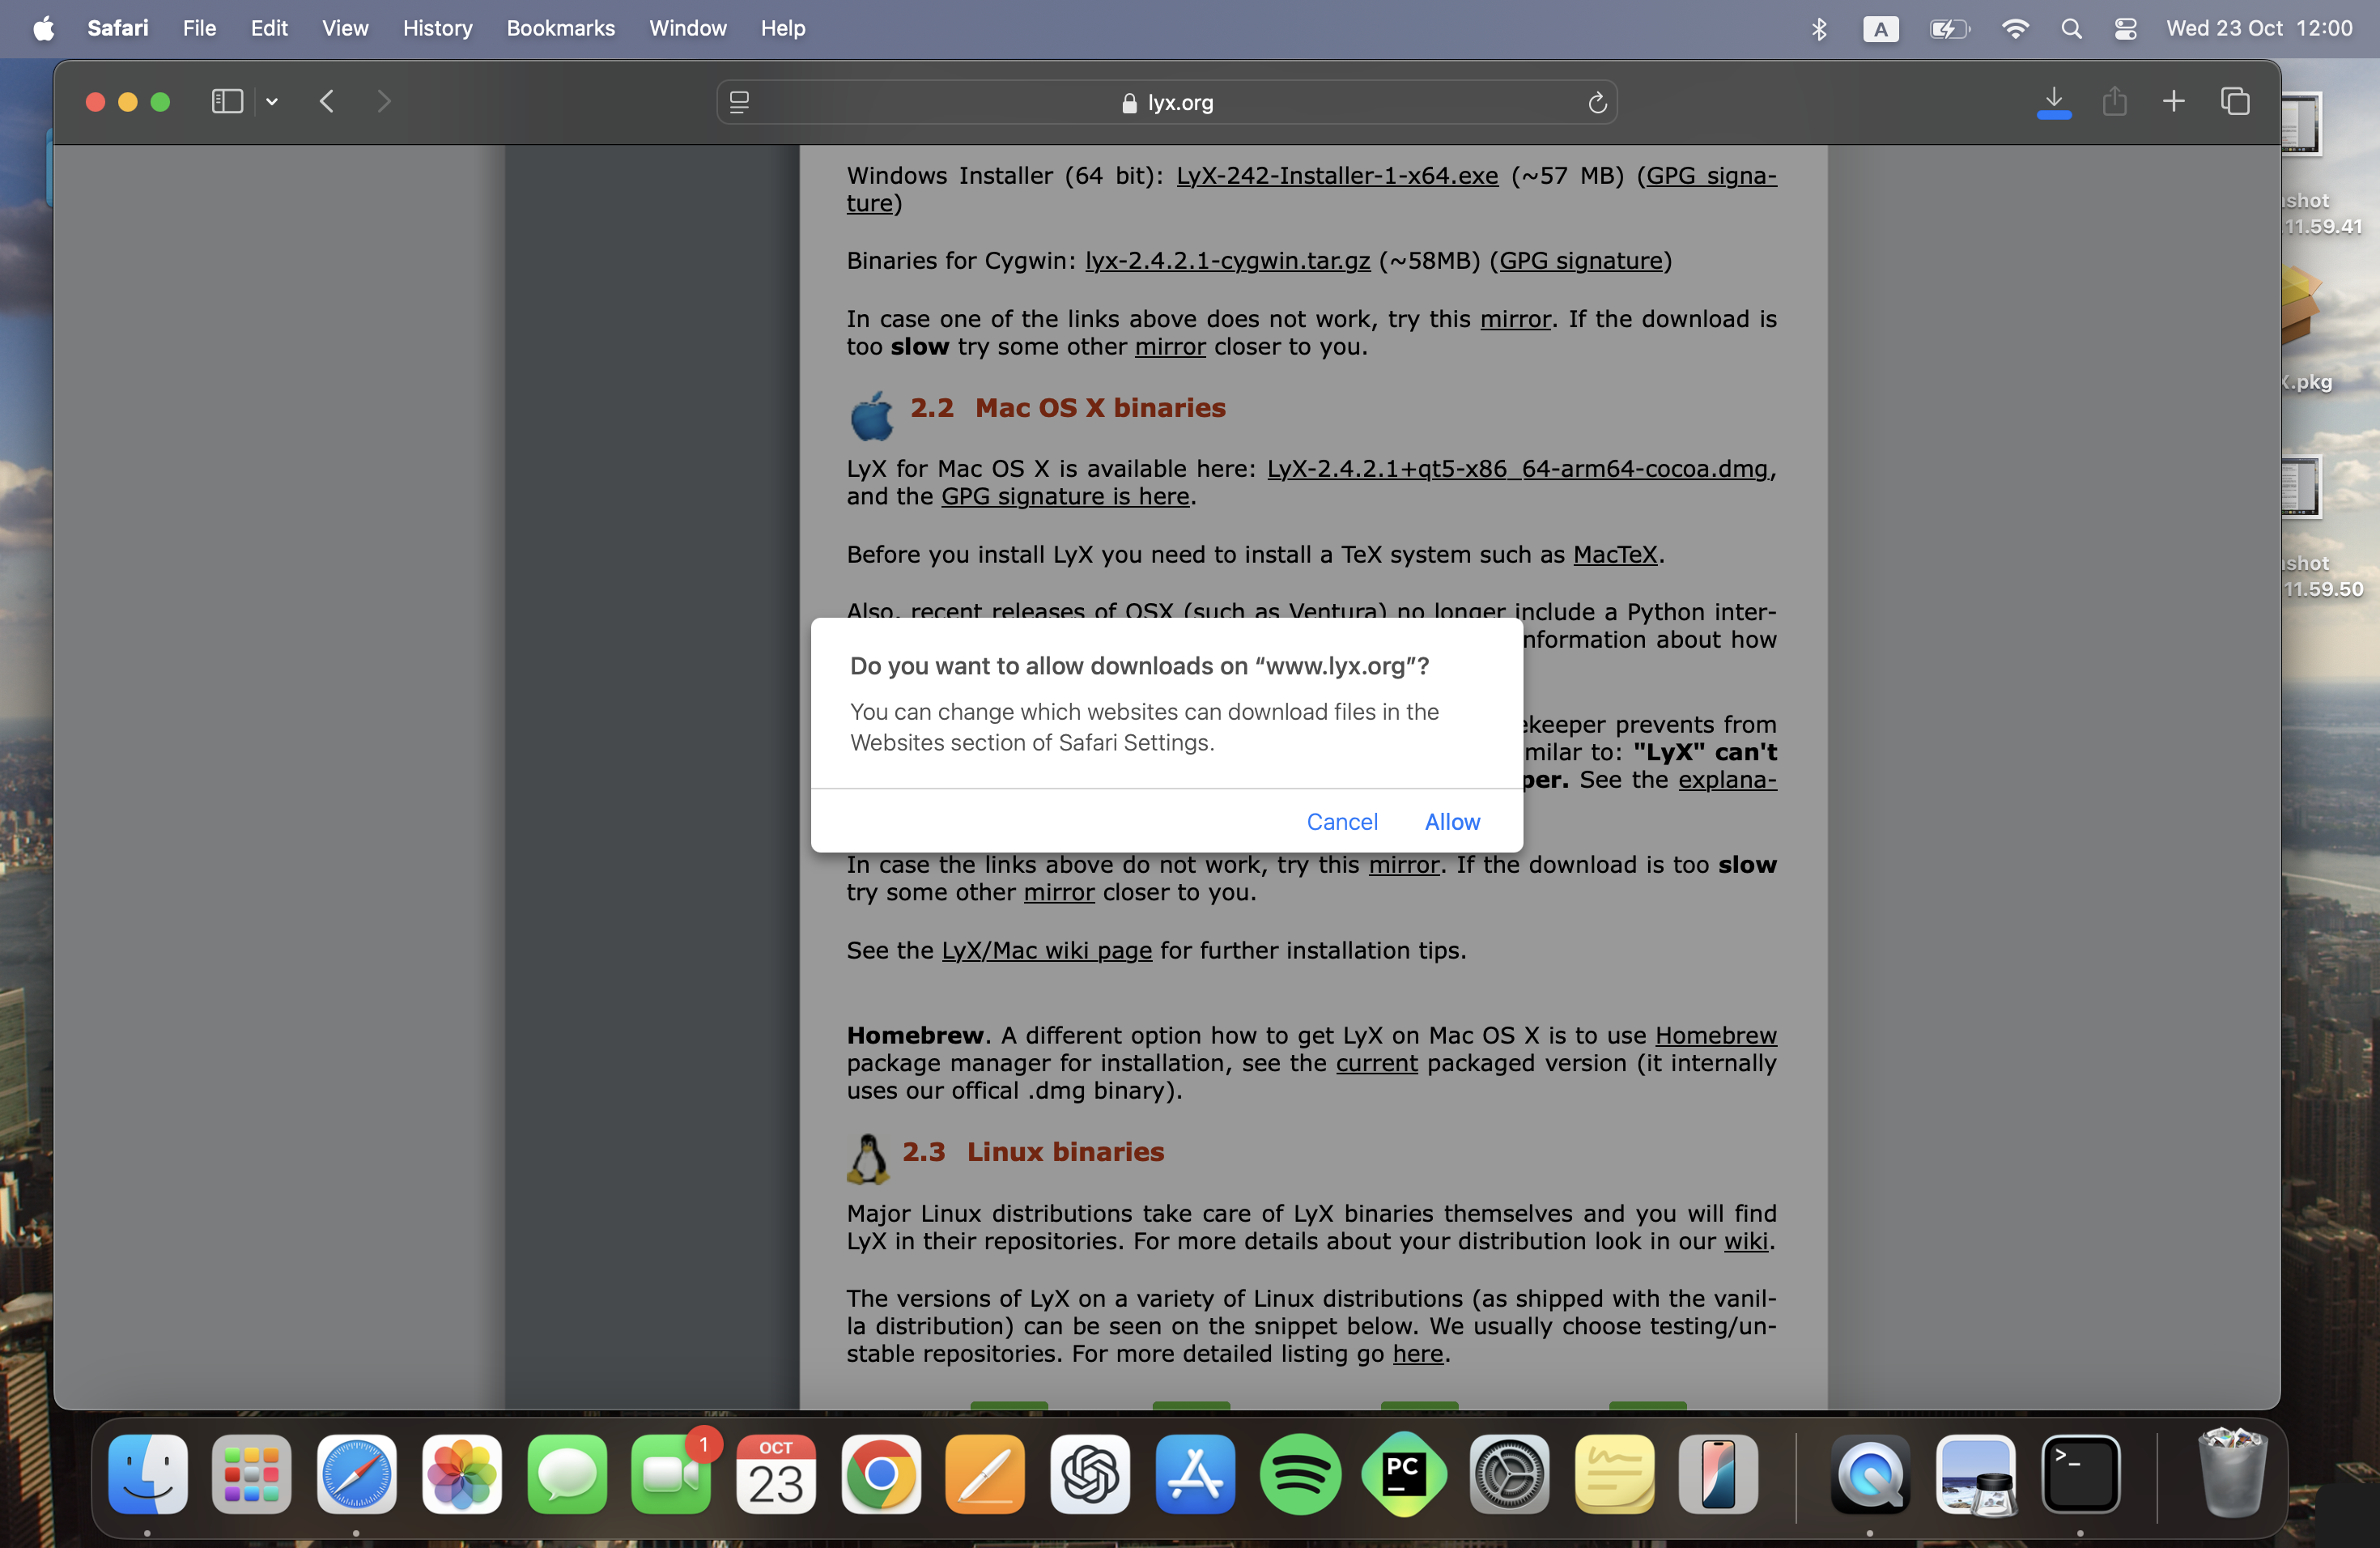 Safari File Edit View History Bookmarks Window Help
A
Wed 23 Oct 12:00
lyx.org
Windows Installer (64 bit): LyX-242-Installer-1-x64.exe (~57 MB) (GPG signa-
ture)
Binaries for Cygwin: lyx-2.4.2.1-cygwin.tar.gz (~58MB) (GPG signature)
In case one of the links above does not work, try this mirror. If the download is
too slow try some other mirror closer to you.
2.2 Mac OS X binaries
LyX for Mac OS X is available here: LyX-2.4.2.1+qt5-x86_64-arm64-cocoa.dmg,
and the GPG signature is here.
Before you install LyX you need to install a TeX system such as MacTeX.
Also, recent releases of OSX (such as Ventura) no longer include a Python inter-
nformation about how
Do you want to allow downloads on “www.lyx.org”?
You can change which websites can download files in the
Websites section of Safari Settings.
Cancel Allow
ekeeper prevents from
milar to: "LyX" can't
per. See the explana-
In case the links above do not work, try this mirror. If the download is too slow
try some other mirror closer to you.
See the LyX/Mac wiki page for further installation tips.
Homebrew. A different option how to get LyX on Mac OS X is to use Homebrew
package manager for installation, see the current packaged version (it internally
uses our offical .dmg binary).
2.3 Linux binaries
Major Linux distributions take care of LyX binaries themselves and you will find
LyX in their repositories. For more details about your distribution look in our wiki.
The versions of LyX on a variety of Linux distributions (as shipped with the vanil-
la distribution) can be seen on the snippet below. We usually choose testing/un-
stable repositories. For more detailed listing go here.
shot
11.59.41
X.pkg
shot
11.59.50
1
OCT
23
PC
>_